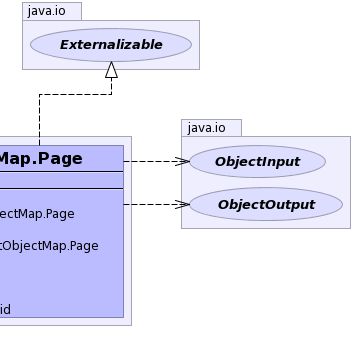 java.io
Externalizable
Map.Page
java.io
ObjectInput
ObjectOutput
ectMap.Page
tObjectMap.Page
id